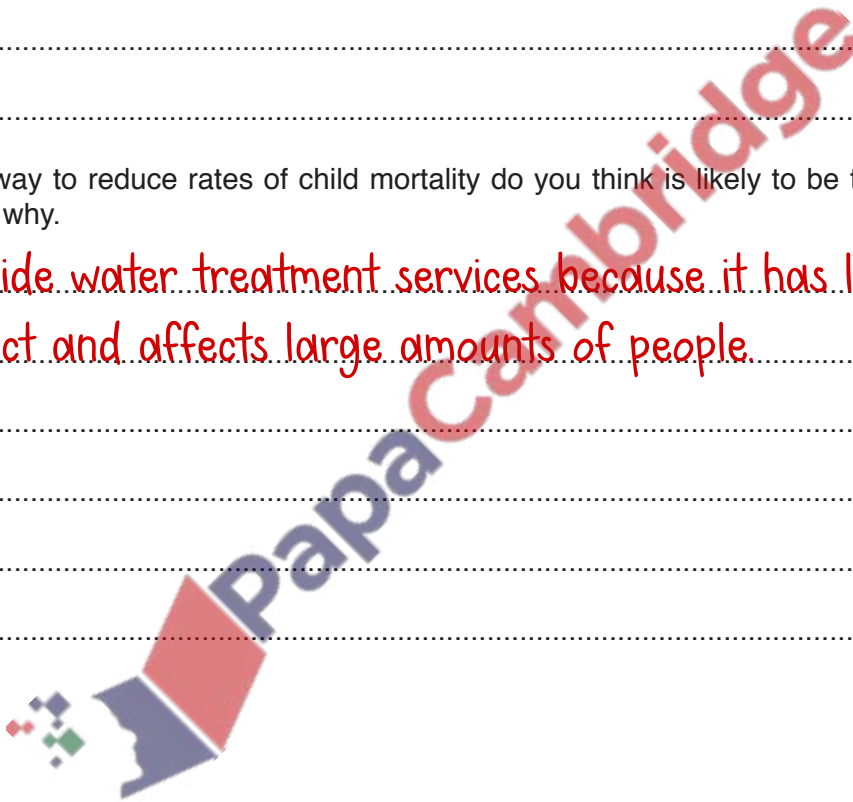 way to reduce rates of child mortality do you think is likely to be
why.
ide water treatment services because it has
ct and affects large amounts of people.
PapaCambridge